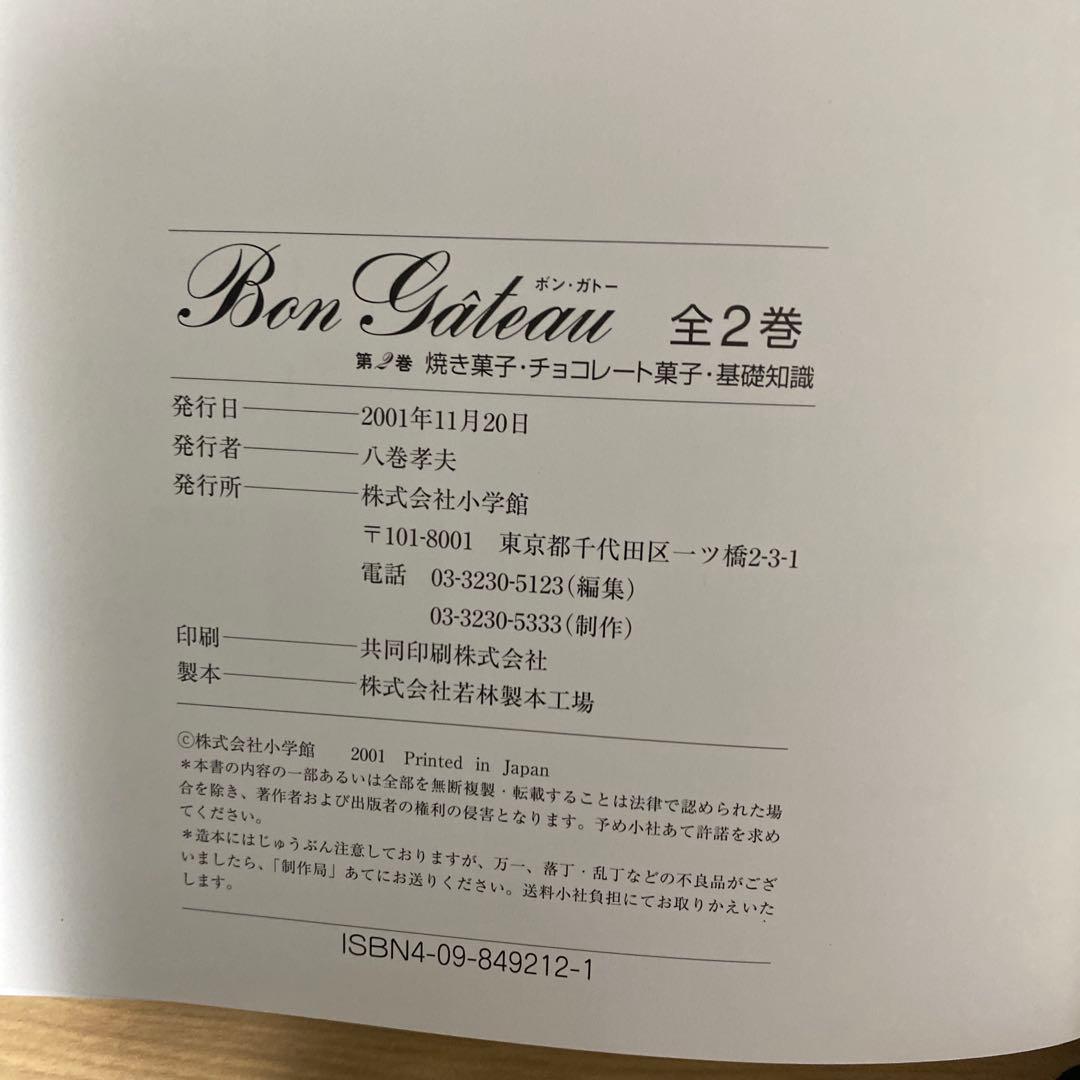 Bon Gâteau ボン・ガトー 全2巻
第2巻 焼き菓子・チョコレート菓子・基礎知識
発行日 2001年11月20日
発行者 八巻孝夫
発行所 株式会社小学館
〒101-8001 東京都千代田区一ツ橋2-3-1
電話 03-3230-5123(編集)
03-3230-5333(制作)
印刷 共同印刷株式会社
製本 株式会社若林製本工場
©株式会社小学館 2001 Printed in Japan
*本書の内容の一部あるいは全部を無断複製・転載することは法律で認められた場
合を除き、著作者および出版者の権利の侵害となります。予め小社あて許諾を求め
てください。
*造本にはじゅうぶん注意しておりますが、万一、落丁・乱丁などの不良品がござ
いましたら、「制作局」あてにお送りください。送料小社負担にてお取りかえいた
します。
ISBN4-09-849212-1